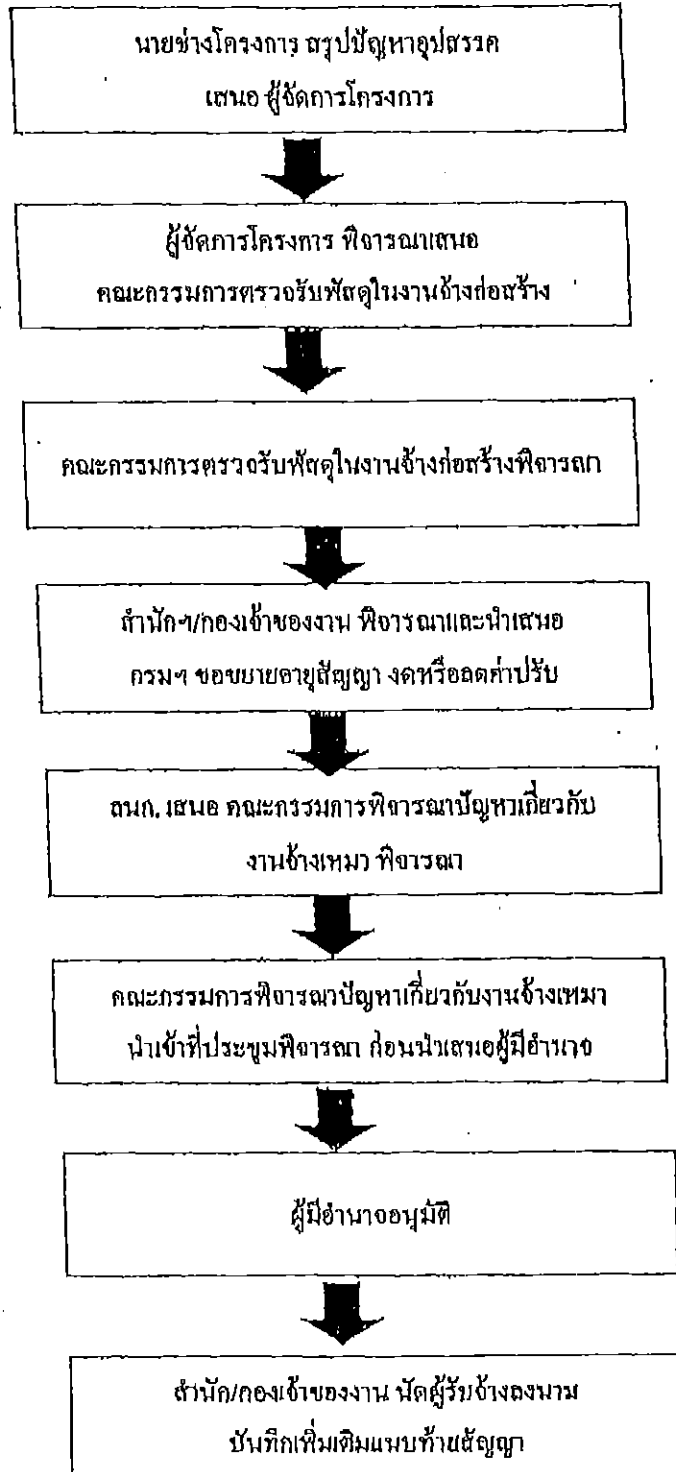 นายช่างโครงการ สรุปปัญหาอุปสรรค
เสนอ ผู้จัดการโครงการ
ผู้จัดการโครงการ พิจารณาเสนอ
คณะกรรมการตรวจรับพัสดุในงานจ้างก่อสร้าง
คณะกรรมการตรวจรับพัสดุในงานจ้างก่อสร้างพิจารณา
สำนักฯ/กองเจ้าของงาน พิจารณาและนำเสนอ
กรมฯ ขอขยายอายุสัญญา งดหรือลดค่าปรับ
สนก. เสนอ คณะกรรมการพิจารณาปัญหาเกี่ยวกับ
งานจ้างเหมา พิจารณา
คณะกรรมการพิจารณาปัญหาเกี่ยวกับงานจ้างเหมา
นำเข้าที่ประชุมพิจารณา ก่อนนำเสนอผู้มีอำนาจ
ผู้มีอำนาจอนุมัติ
สำนัก/กองเจ้าของงาน นัดผู้รับจ้างลงนาม
บันทึกเพิ่มเติมแนบท้ายสัญญา